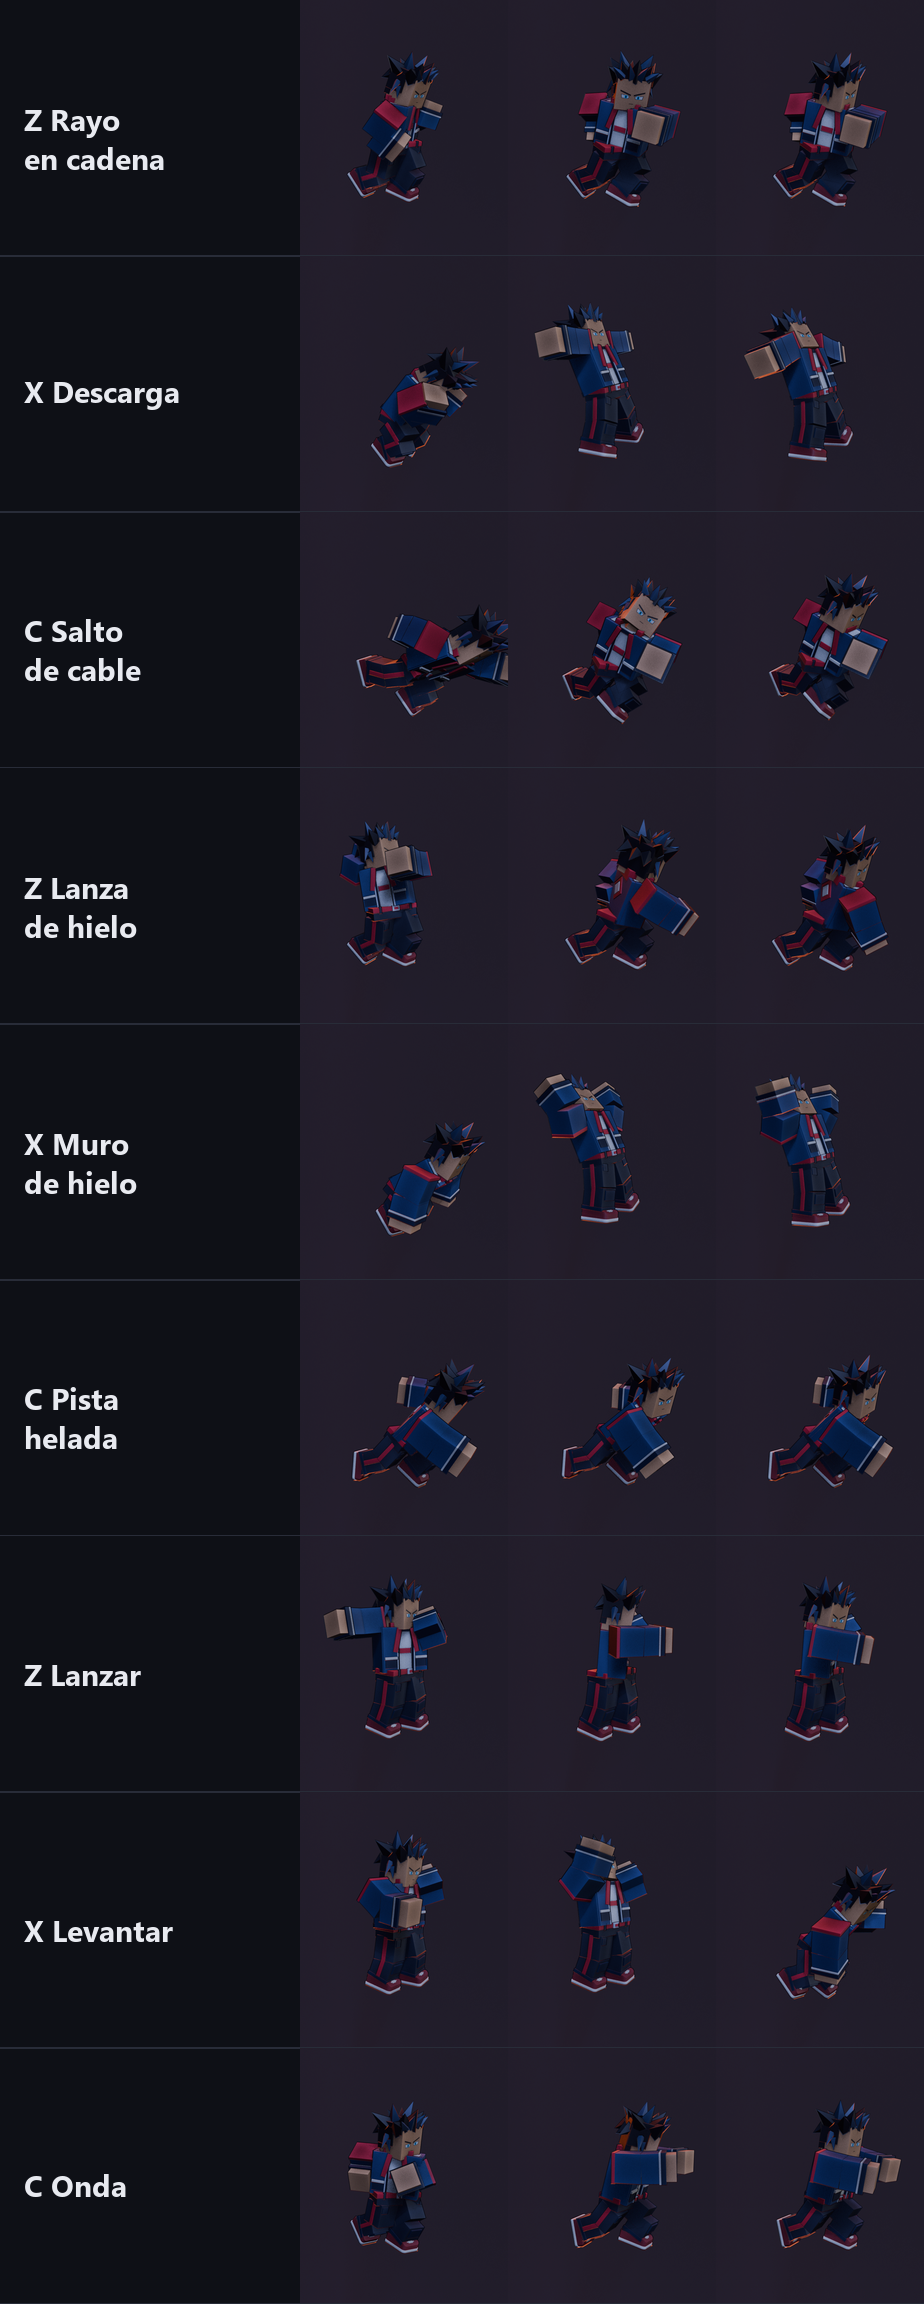 Z Rayo
en cadena
X Descarga
C Salto
de cable
Z Lanza
de hielo
X Muro
de hielo
C Pista
helada
Z Lanzar
X Levantar
C Onda